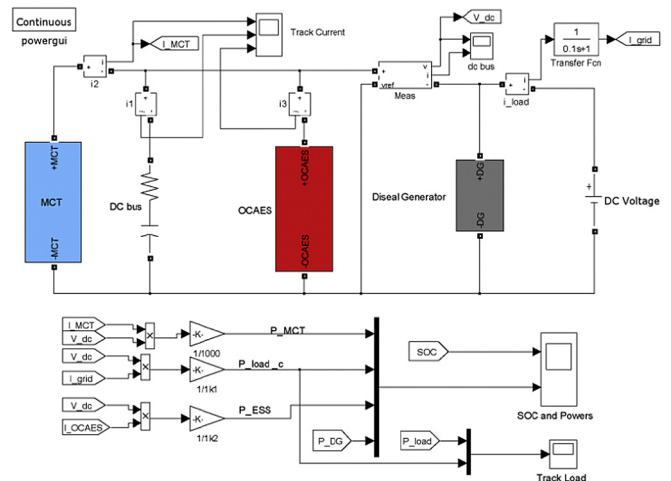 Continuous
powergui
I_MCT
Track Current
V_dc
dc bus
1
0.1s+1
Transfer Fcn
I_grid
i
+
-
i2
v
i
+
vref
-
Meas
i
+
-
i_load
+
i
-
i1
+
i
-
i3
+MCT
MCT
-MCT
DC bus
+OCAES
OCAES
-OCAES
+DG
Diseal Generator
-DG
+
DC Voltage
I_MCT
V_dc
×
-K-
1/1000
P_MCT
V_dc
I_grid
×
-K-
1/1k1
P_load_c
V_dc
I_OCAES
×
-K-
1/1k2
P_ESS
P_DG
SOC
SOC and Powers
P_load
Track Load